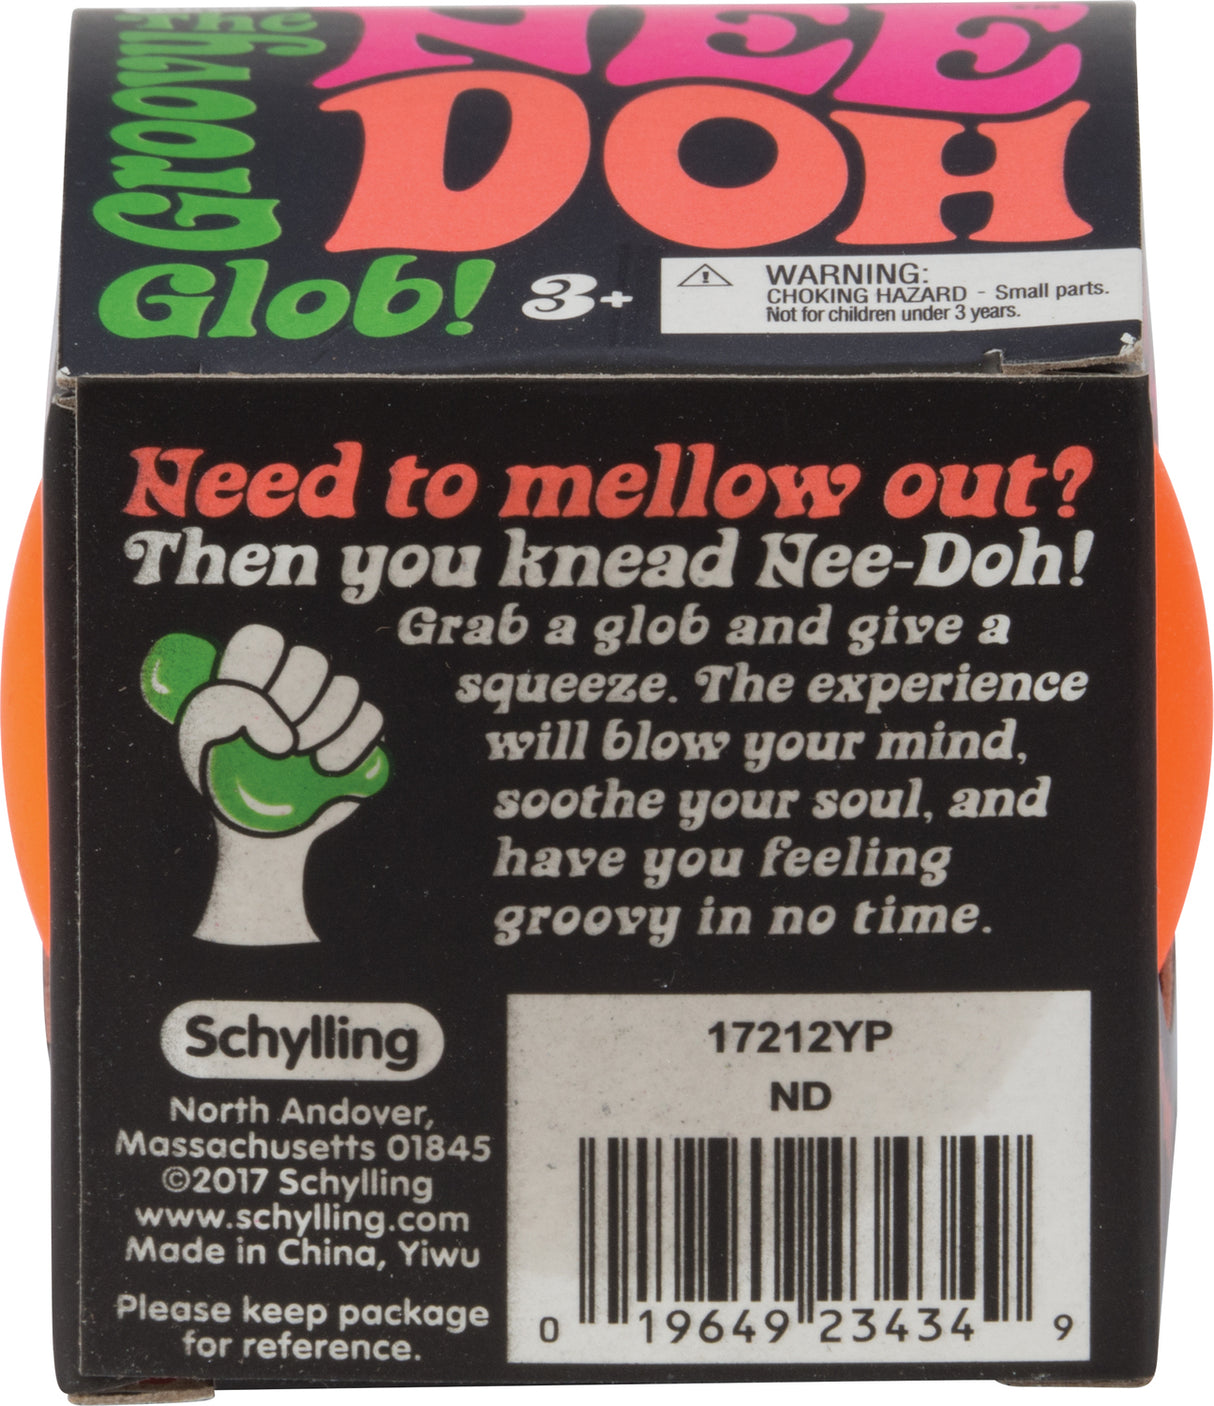 The
Groovy
Glob!
NEE
DOH
TM
3+
WARNING:
CHOKING HAZARD - Small parts.
Not for children under 3 years.
Need to mellow out?
Then you knead Nee-Doh!
Grab a glob and give a
squeeze. The experience
will blow your mind,
soothe your soul, and
have you feeling
groovy in no time.
Schylling
North Andover,
Massachusetts 01845
©2017 Schylling
www.schylling.com
Made in China, Yiwu
Please keep package
for reference.
17212YP
ND
0 19649 23434 9